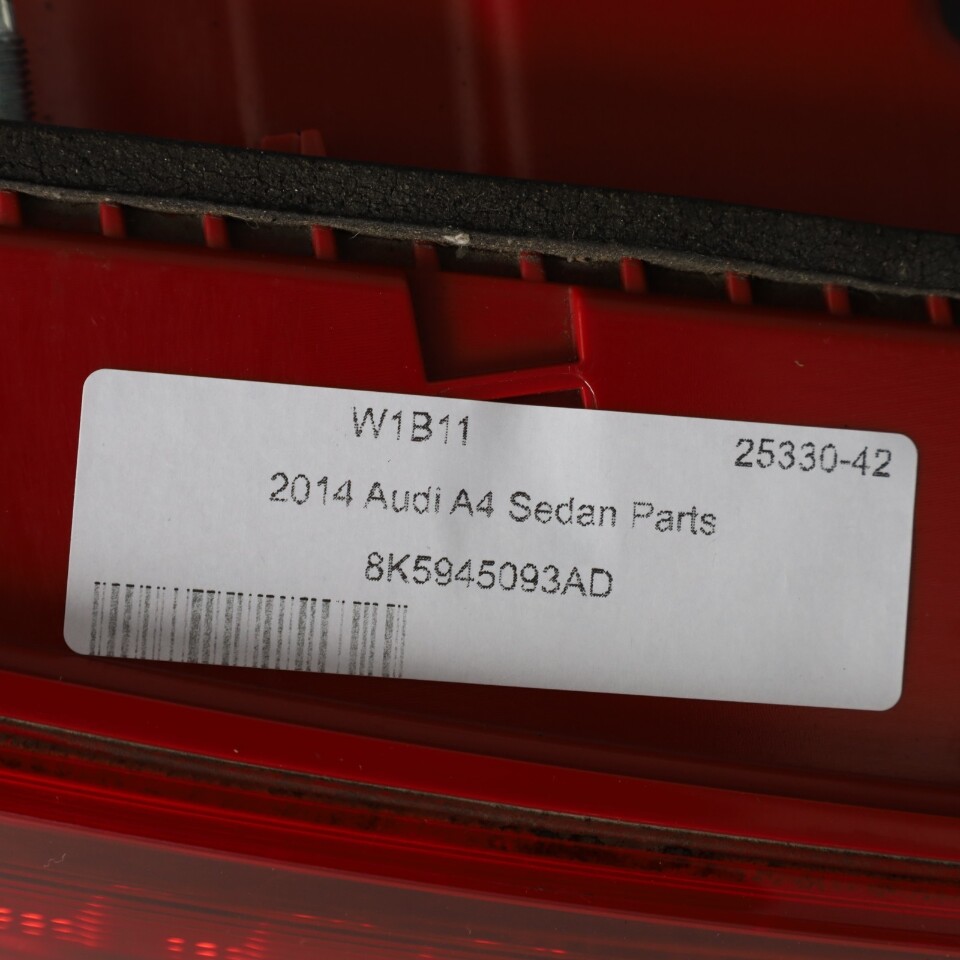 W1B11
25330-42
2014 Audi A4 Sedan Parts
8K5945093AD